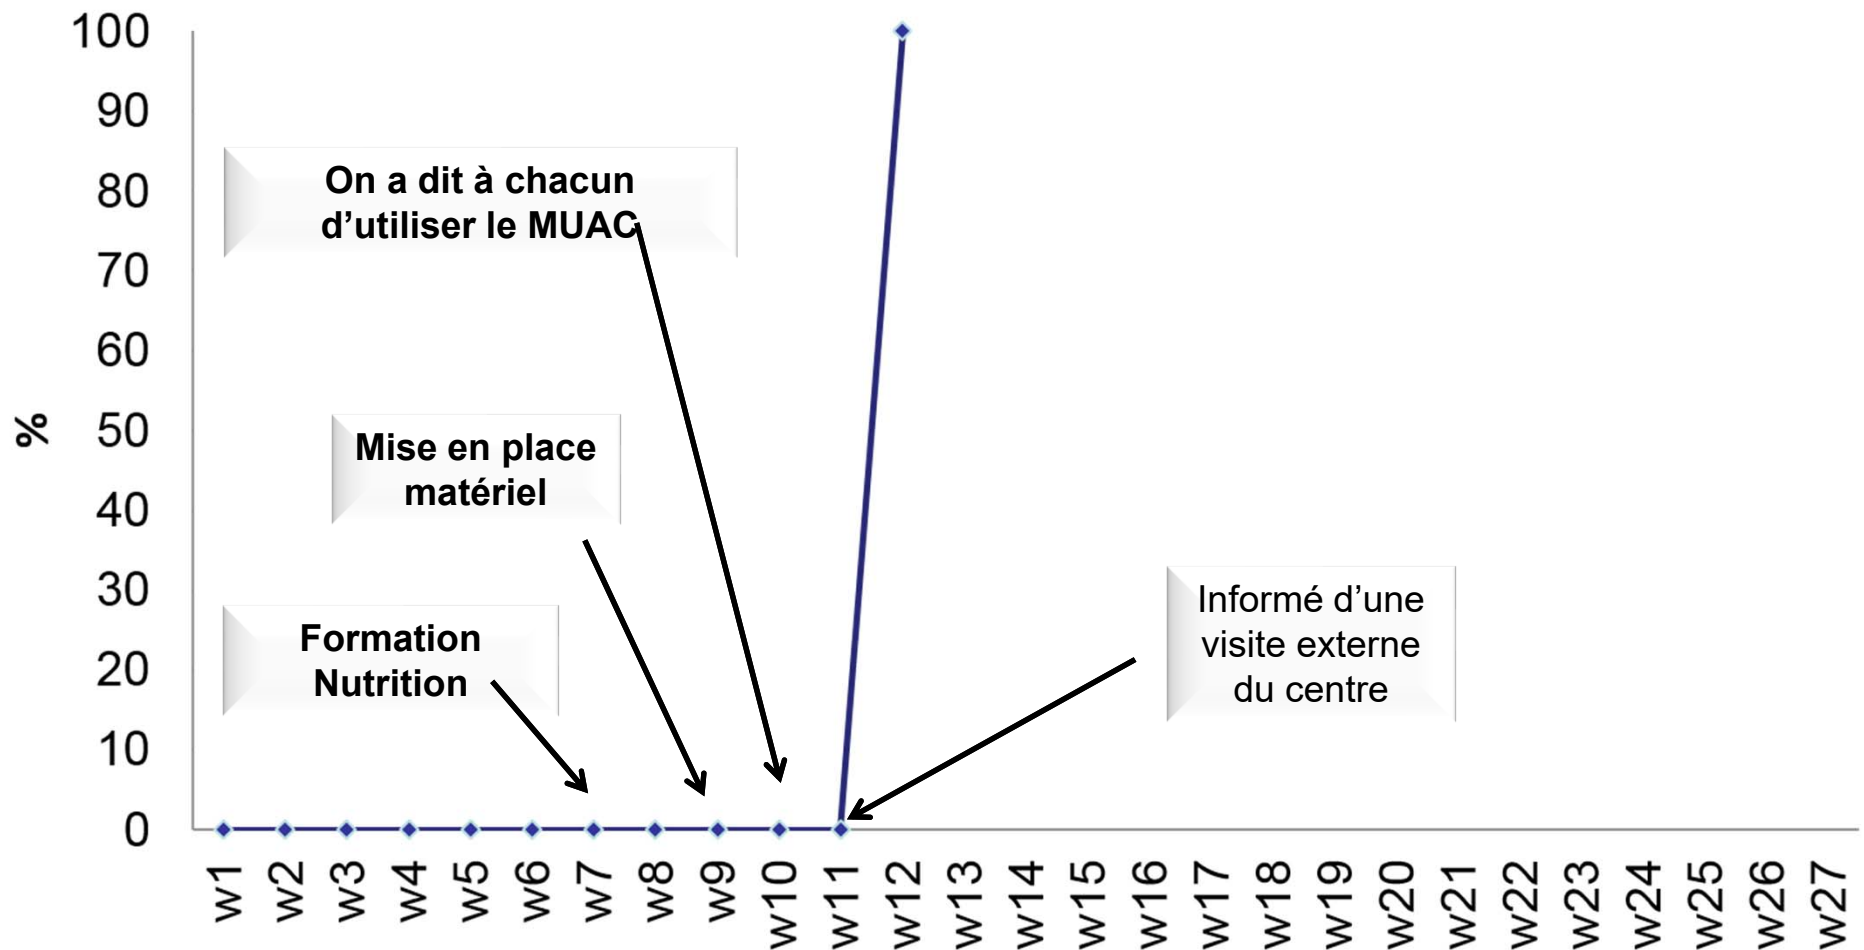 100
90
80
70
60
50
40
30
20
10
0
%
On a dit à chacun
d’utiliser le MUAC
Mise en place
matériel
Formation
Nutrition
Informé d’une
visite externe
du centre
w1
w2
w3
w4
w5
w6
w7
w8
w9
w10
w11
w12
w13
w14
w15
w16
w17
w18
w19
w20
w21
w22
w23
w24
w25
w26
w27